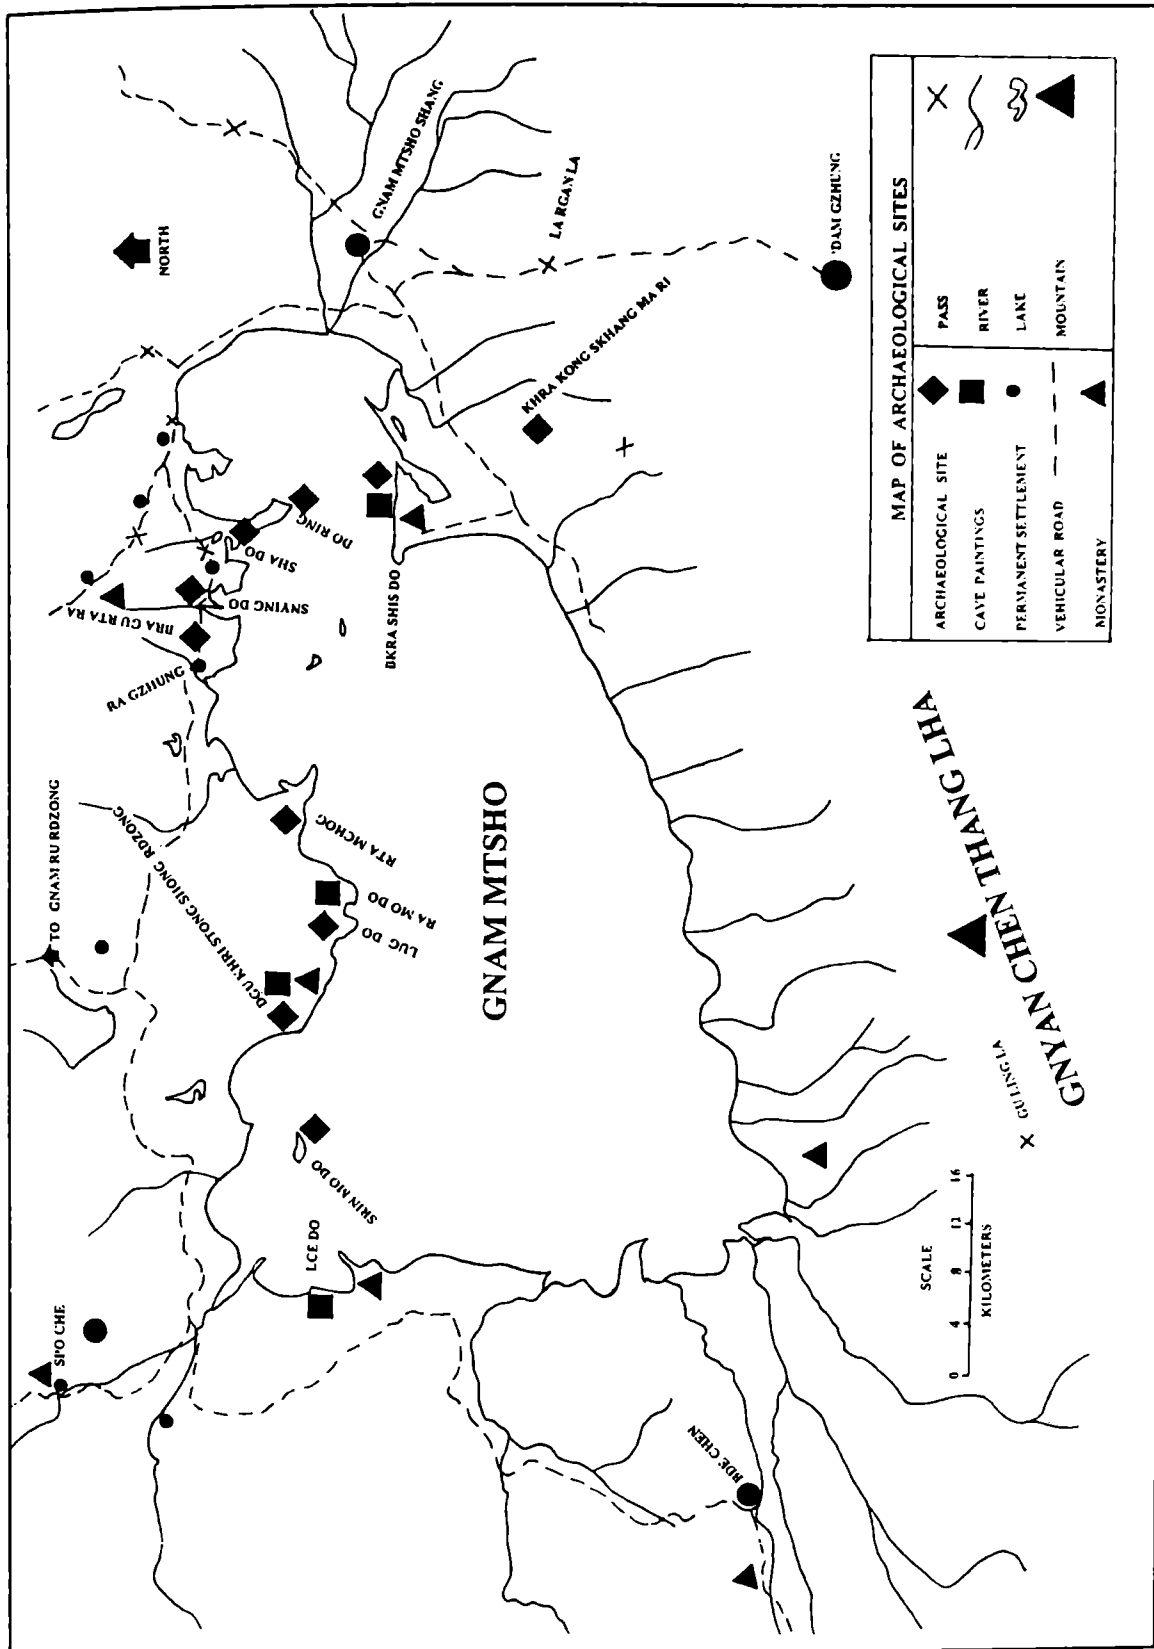 TO GNAM RU RDZONG
SPO CHE
NORTH
RA GZHUNG
BRA GU RTA RA
SNYING DO
SHA DO
DO RING
GNAM MTSHO SHANG
DGU KHRI STONG SHONG RDZONG
RTA MCHOG
RA MO DO
LUG DO
SRIN MO DO
LCE DO
BKRA SHIS DO
LA RGAN LA
KHRA KONG SKHANG MA RI
'DAM GZHUNG
GNAM MTSHO
BDE CHEN
GNYAN CHEN THANG LHA
GULING LA
SCALE
0 4 8 12 16
KILOMETERS
MAP OF ARCHAEOLOGICAL SITES
ARCHAEOLOGICAL SITE
CAVE PAINTINGS
PERMANENT SETTLEMENT
VEHICULAR ROAD
MONASTERY
PASS
RIVER
LAKE
MOUNTAIN